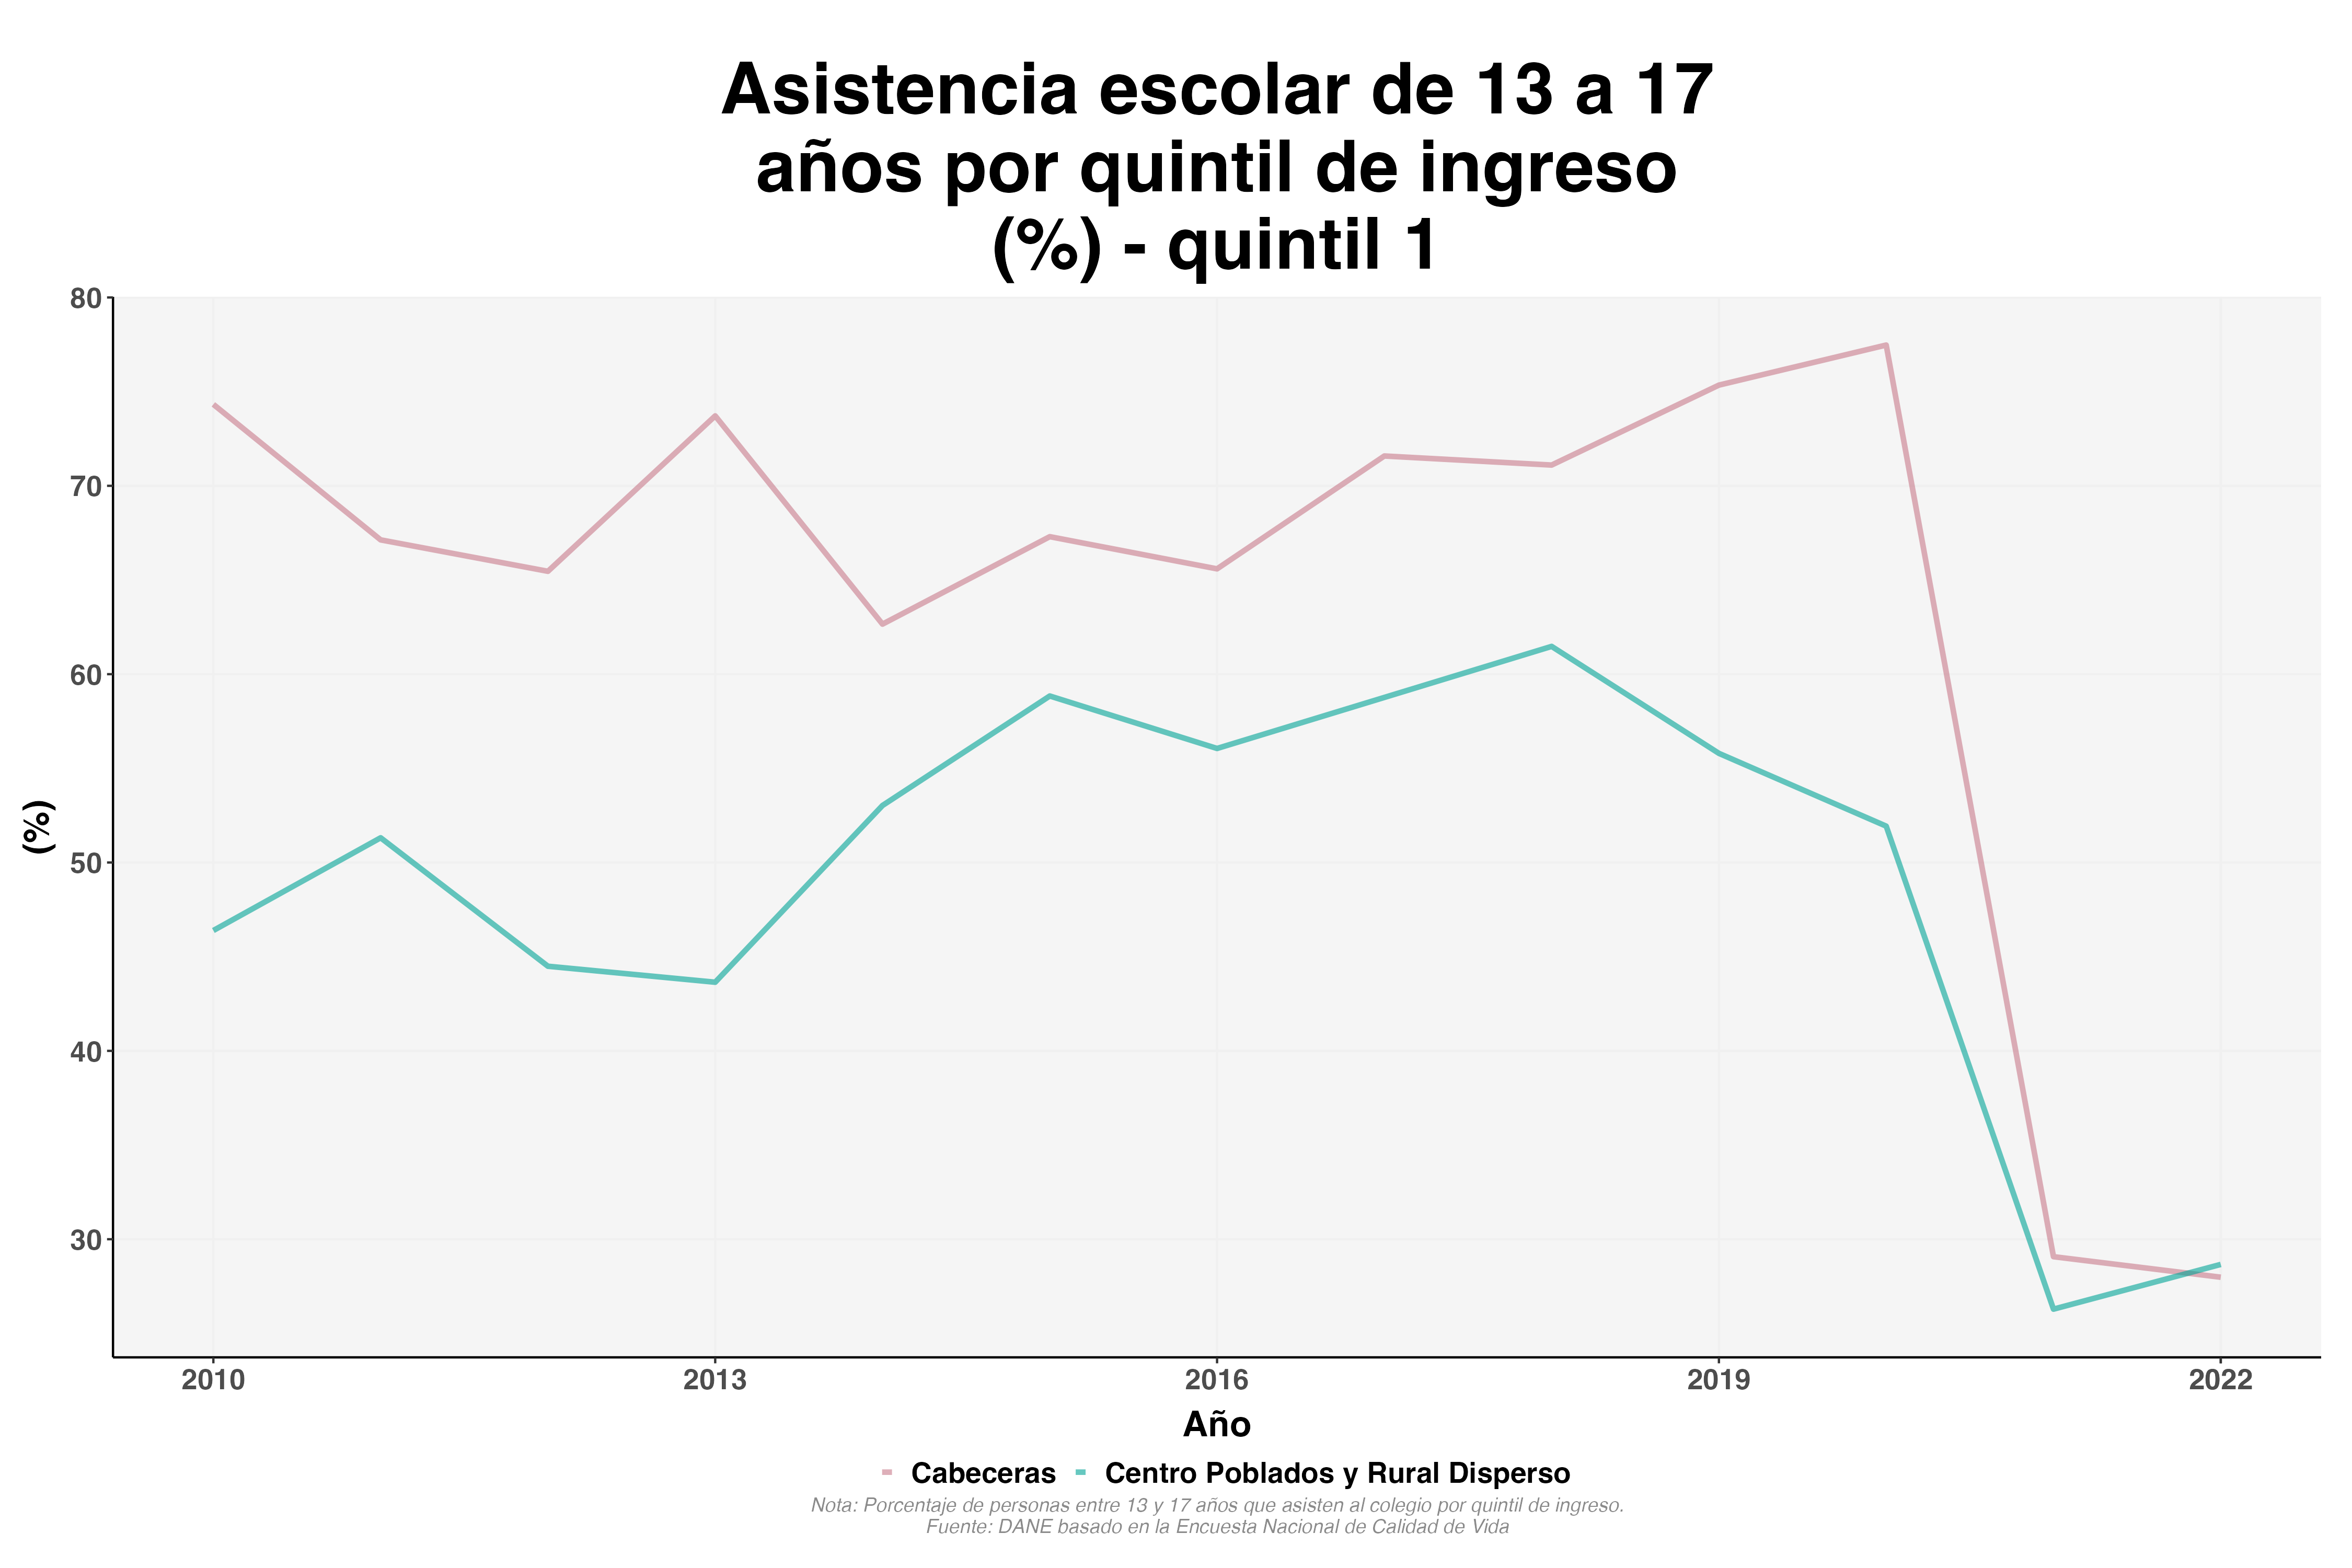 Asistencia escolar de 13 a 17
años por quintil de ingreso
(%) - quintil 1
80
70
60
50
40
30
(%)
2010 2013 2016 2019 2022
Año
Cabeceras Centro Poblados y Rural Disperso
Nota: Porcentaje de personas entre 13 y 17 años que asisten al colegio por quintil de ingreso.
Fuente: DANE basado en la Encuesta Nacional de Calidad de Vida